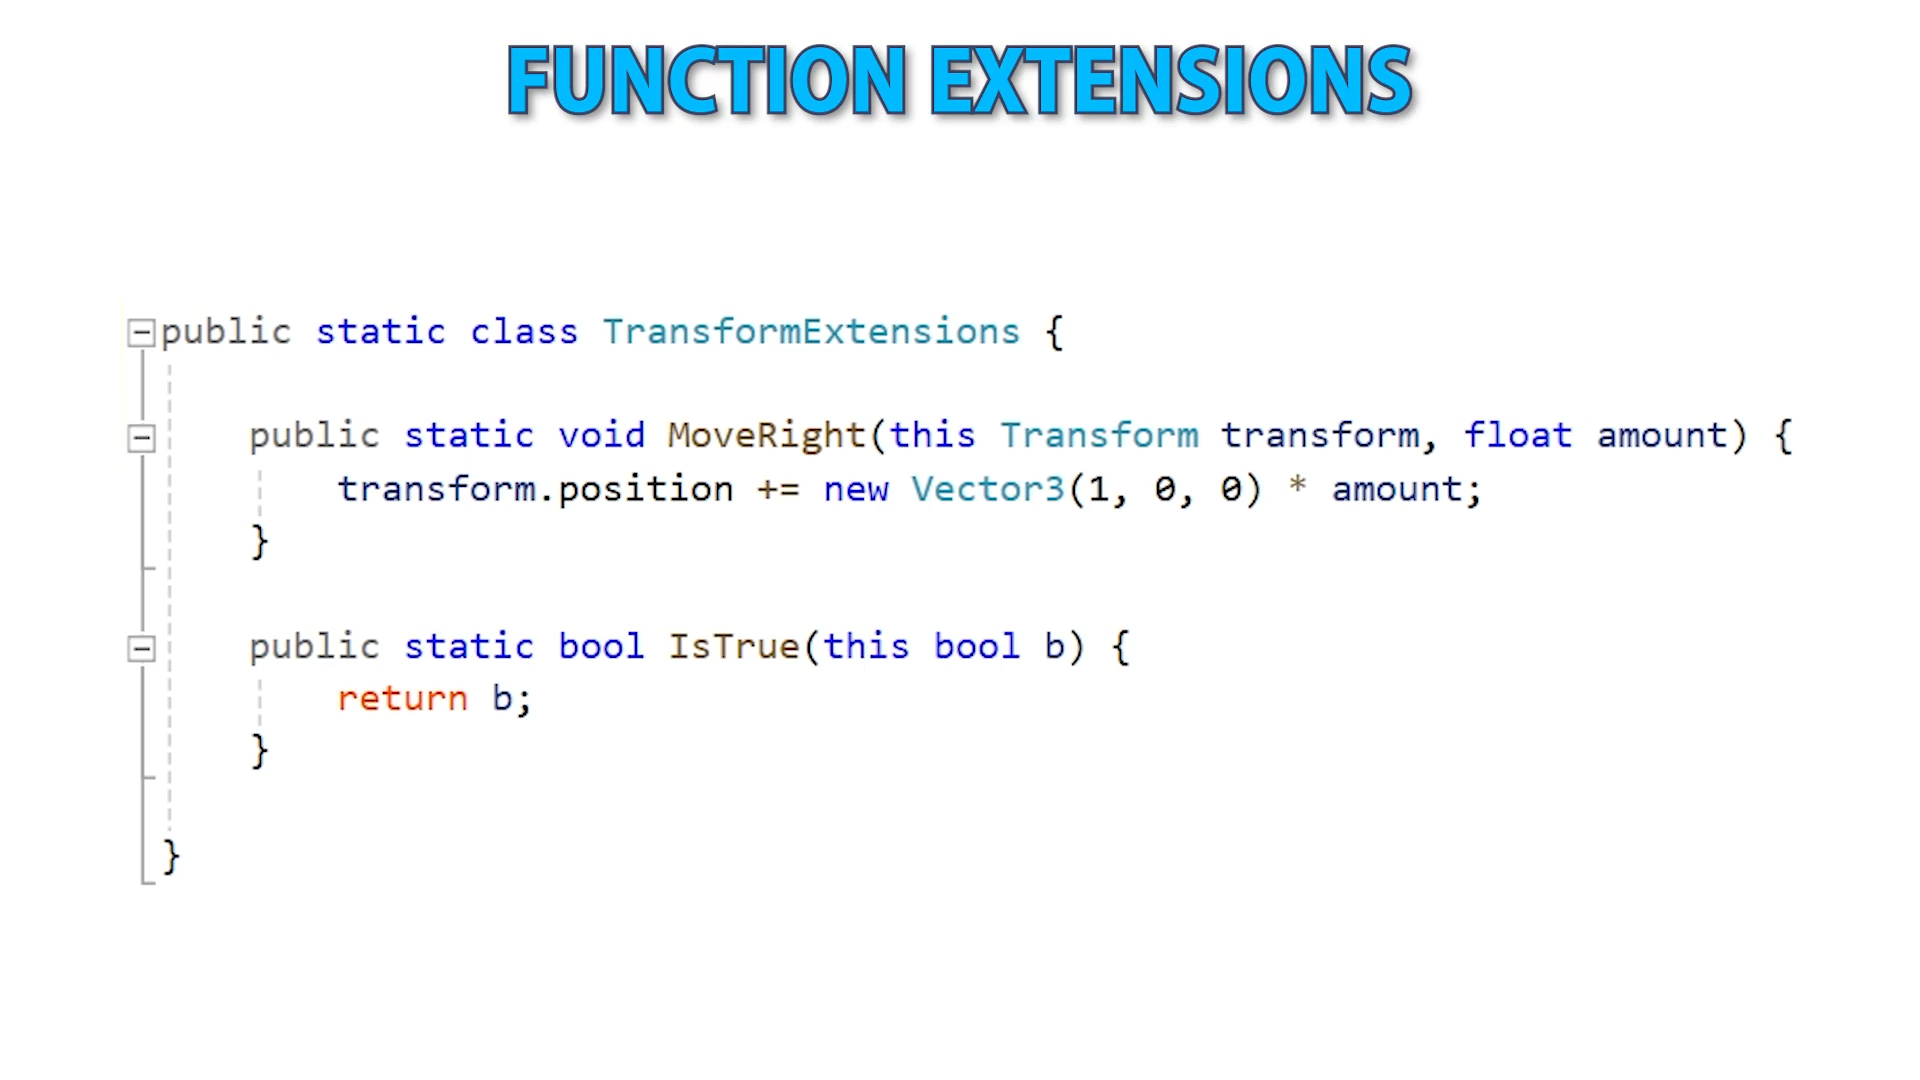 FUNCTION EXTENSIONS
public static class TransformExtensions {
public static void MoveRight(this Transform transform, float amount) {
transform.position += new Vector3(1, 0, 0) * amount;
}
public static bool IsTrue(this bool b) {
return b;
}
}